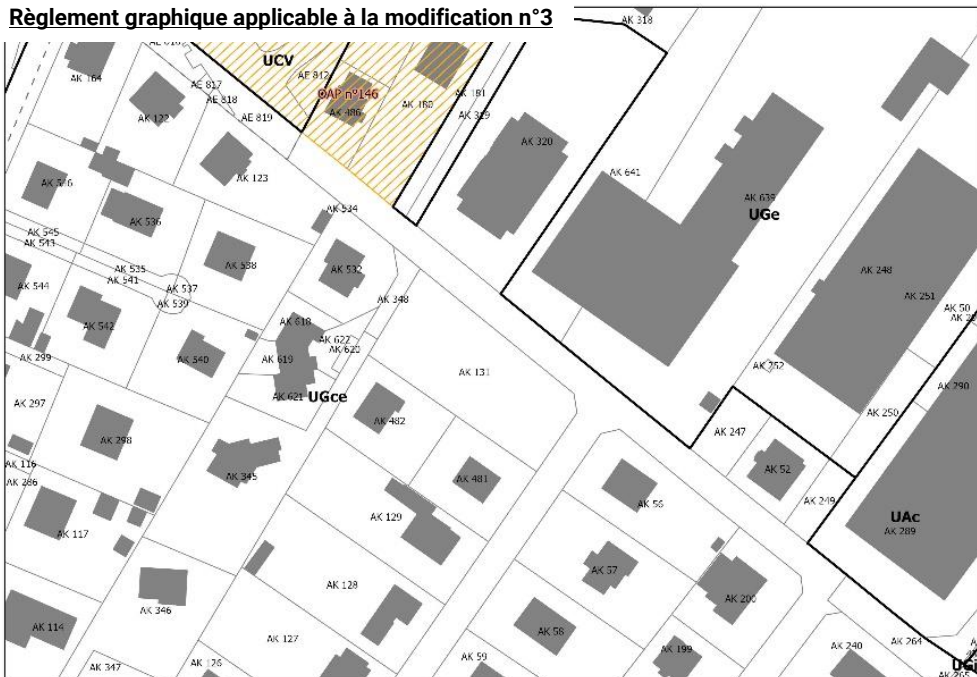 Règlement graphique applicable à la modification n°3
AK 318
AK 164
UCV
AE 817
AE 818
AE 812
OAP n°146
AK 486
AK 180
AK 181
AK 319
AK 122
AE 819
AK 320
AK 641
AK 123
AK 639
UGe
AK 546
AK 536
AK 534
AK 545
AK 543
AK 538
AK 532
AK 248
AK 535
AK 541
AK 537
AK 539
AK 544
AK 348
AK 251
AK 50
AK 542
AK 618
AK 622
AK 620
AK 299
AK 540
AK 619
AK 131
AK 252
AK 290
AK 297
AK 621
UGce
AK 482
AK 250
AK 298
AK 247
AK 116
AK 286
AK 345
AK 481
AK 52
AK 56
AK 249
AK 117
AK 129
UAc
AK 289
AK 57
AK 128
AK 200
AK 346
AK 114
AK 127
AK 58
AK 264
AK 240
AK 199
AK 59
AK 347
AK 126
AK 265